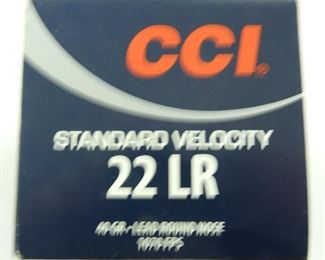 CCI®
STANDARD VELOCITY
22 LR
40 GR - LEAD ROUND NOSE
1070 FPS